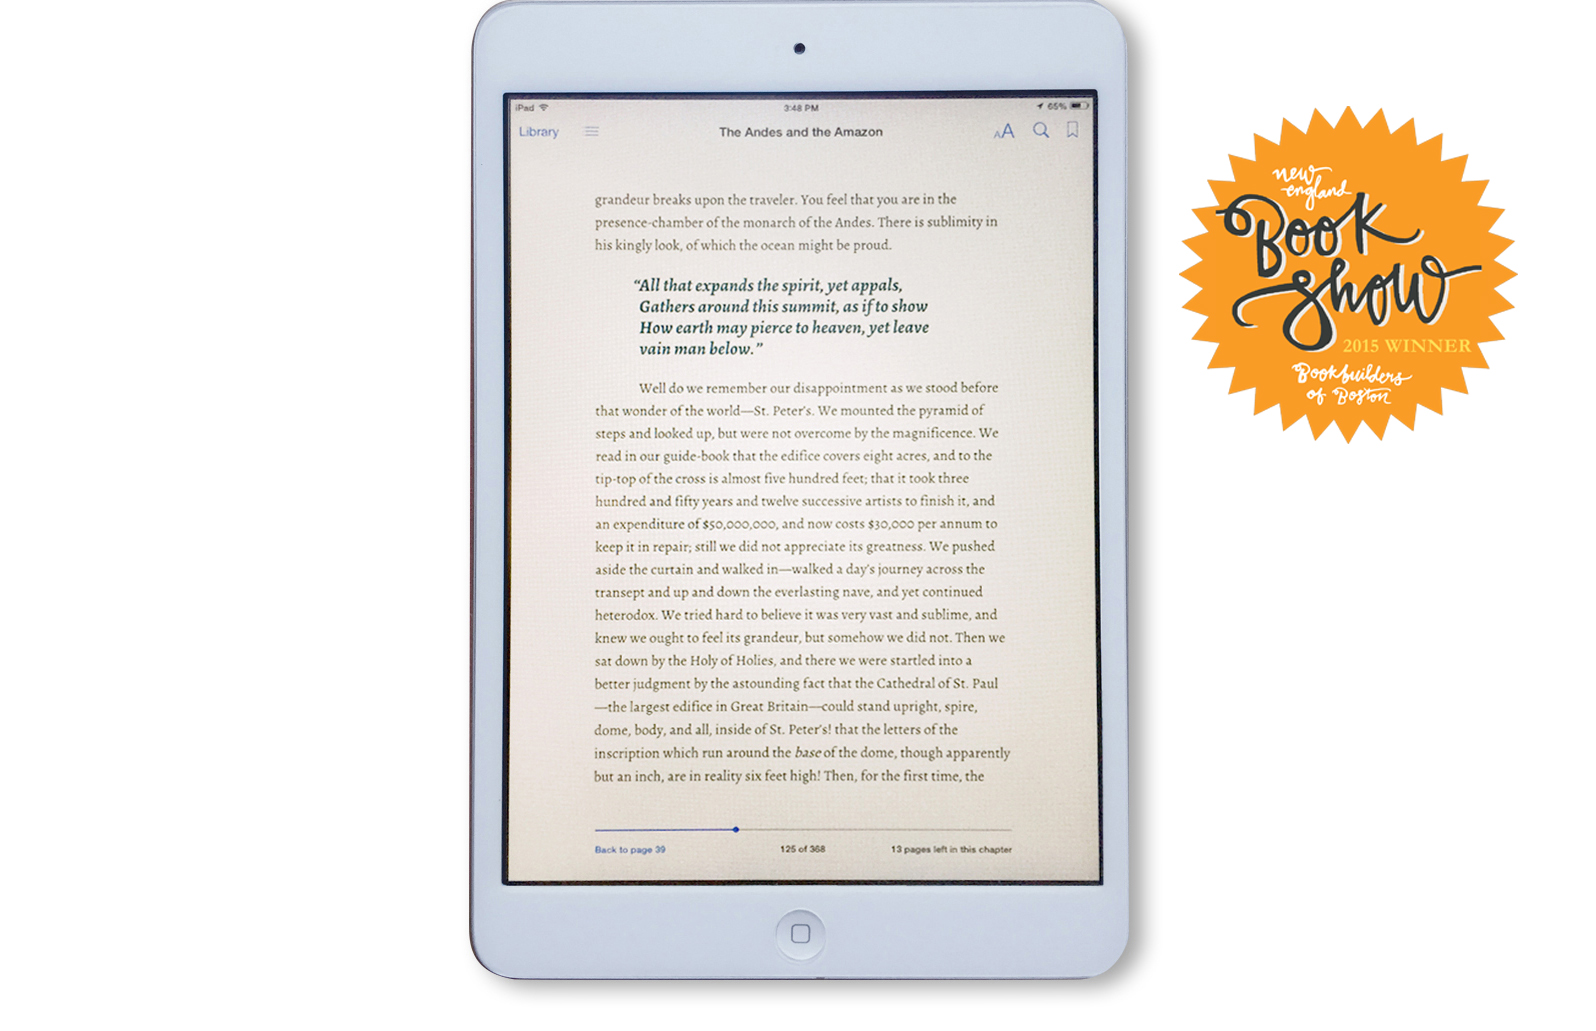 iPad
3:48 PM
65%
Library
The Andes and the Amazon
AA
grandeur breaks upon the traveler. You feel that you are in the
presence-chamber of the monarch of the Andes. There is sublimity in
his kingly look, of which the ocean might be proud.
“All that expands the spirit, yet appals,
Gathers around this summit, as if to show
How earth may pierce to heaven, yet leave
vain man below.”
Well do we remember our disappointment as we stood before
that wonder of the world—St. Peter’s. We mounted the pyramid of
steps and looked up, but were not overcome by the magnificence. We
read in our guide-book that the edifice covers eight acres, and to the
tip-top of the cross is almost five hundred feet; that it took three
hundred and fifty years and twelve successive artists to finish it, and
an expenditure of $50,000,000, and now costs $30,000 per annum to
keep it in repair; still we did not appreciate its greatness. We pushed
aside the curtain and walked in—walked a day’s journey across the
transept and up and down the everlasting nave, and yet continued
heterodox. We tried hard to believe it was very vast and sublime, and
knew we ought to feel its grandeur, but somehow we did not. Then we
sat down by the Holy of Holies, and there we were startled into a
better judgment by the astounding fact that the Cathedral of St. Paul
—the largest edifice in Great Britain—could stand upright, spire,
dome, body, and all, inside of St. Peter’s! that the letters of the
inscription which run around the base of the dome, though apparently
but an inch, are in reality six feet high! Then, for the first time, the
Back to page 39
125 of 368
13 pages left in this chapter
new
england
Book
Show
2015 WINNER
Bookbuilders
of Boston